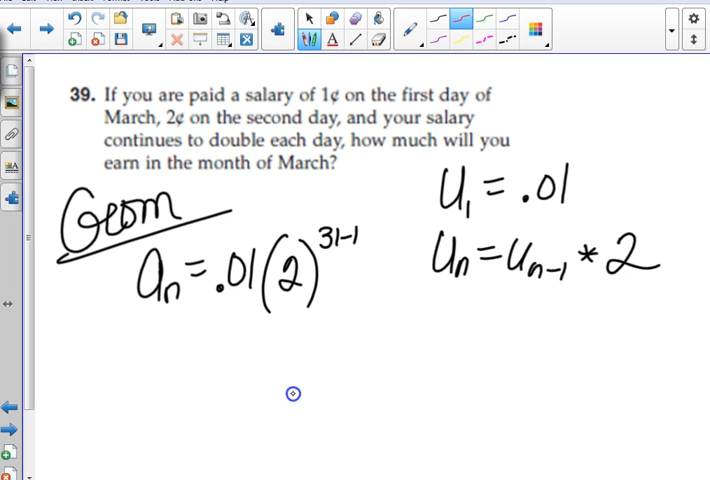 39. If you are paid a salary of 1¢ on the first day of
March, 2¢ on the second day, and your salary
continues to double each day, how much will you
earn in the month of March?
Geom
u₁ = .01
aₙ = .01(2)³¹⁻¹
uₙ = uₙ₋₁ * 2